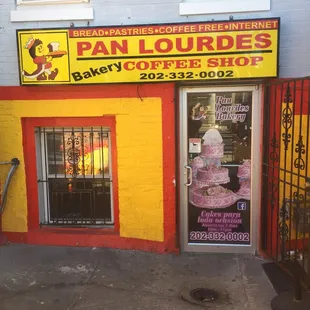 BREAD•PASTRIES•COFFEE FREE•INTERNET
PAN LOURDES
Bakery COFFEE SHOP
202-332-0002
Pan
Lourdes
Bakery
Cakes para
toda ocasion
202-332-0002